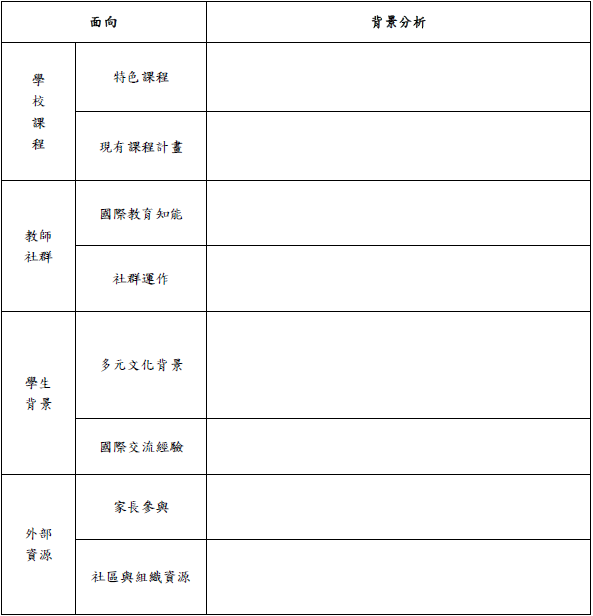 面向
背景分析
學
校
課
程
特色課程
現有課程計畫
教師
社群
國際教育知能
社群運作
學生
背景
多元文化背景
國際交流經驗
外部
資源
家長參與
社區與組織資源